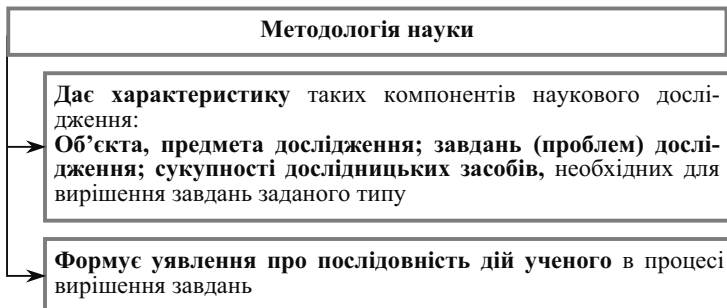 Методологія науки
Дає характеристику таких компонентів наукового дослі-
дження:
Об’єкта, предмета дослідження; завдань (проблем) дослі-
дження; сукупності дослідницьких засобів, необхідних для
вирішення завдань заданого типу
Формує уявлення про послідовність дій ученого в процесі
вирішення завдань